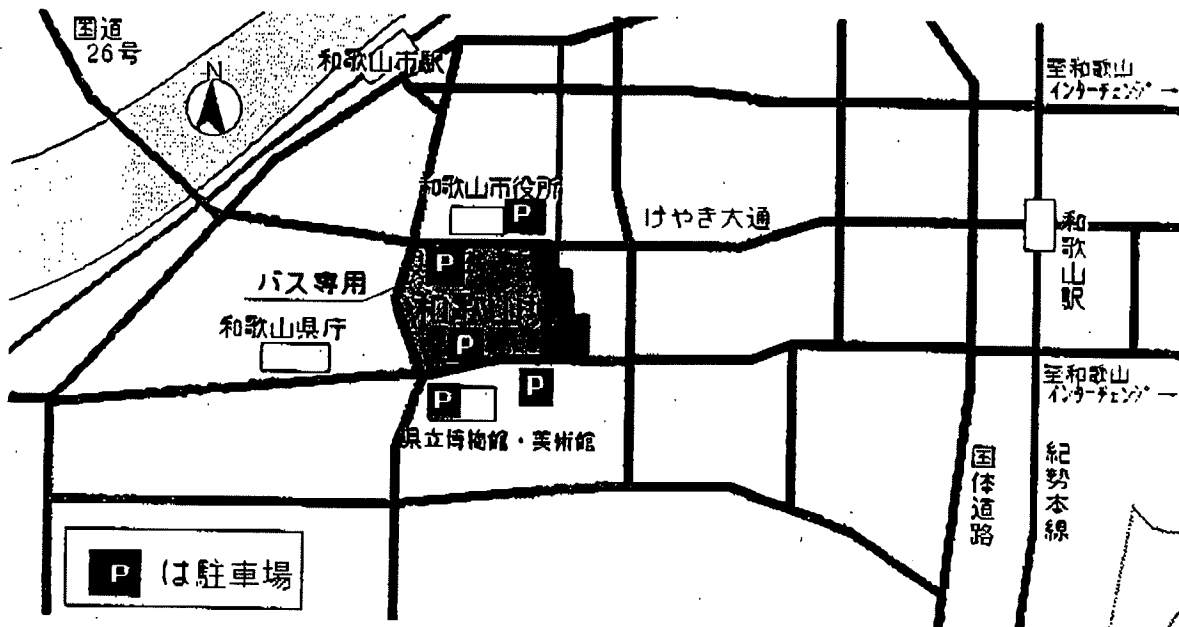 国道
26号
N
和歌山市駅
至和歌山
インターチェンジ→
和歌山市役所
P
けやき大通
P
バス専用
和歌山県庁
P
和歌山駅
P
P
県立博物館・美術館
至和歌山
インターチェンジ→
国体道路
紀勢本線
P は駐車場